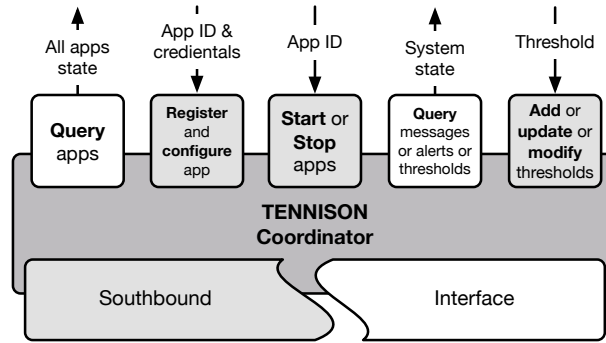 All apps
state
App ID &
credientals
App ID
System
state
Threshold
Query
apps
Register
and
configure
app
Start or
Stop
apps
Query
messages
or alerts or
thresholds
Add or
update or
modify
thresholds
TENNISON
Coordinator
Southbound
Interface